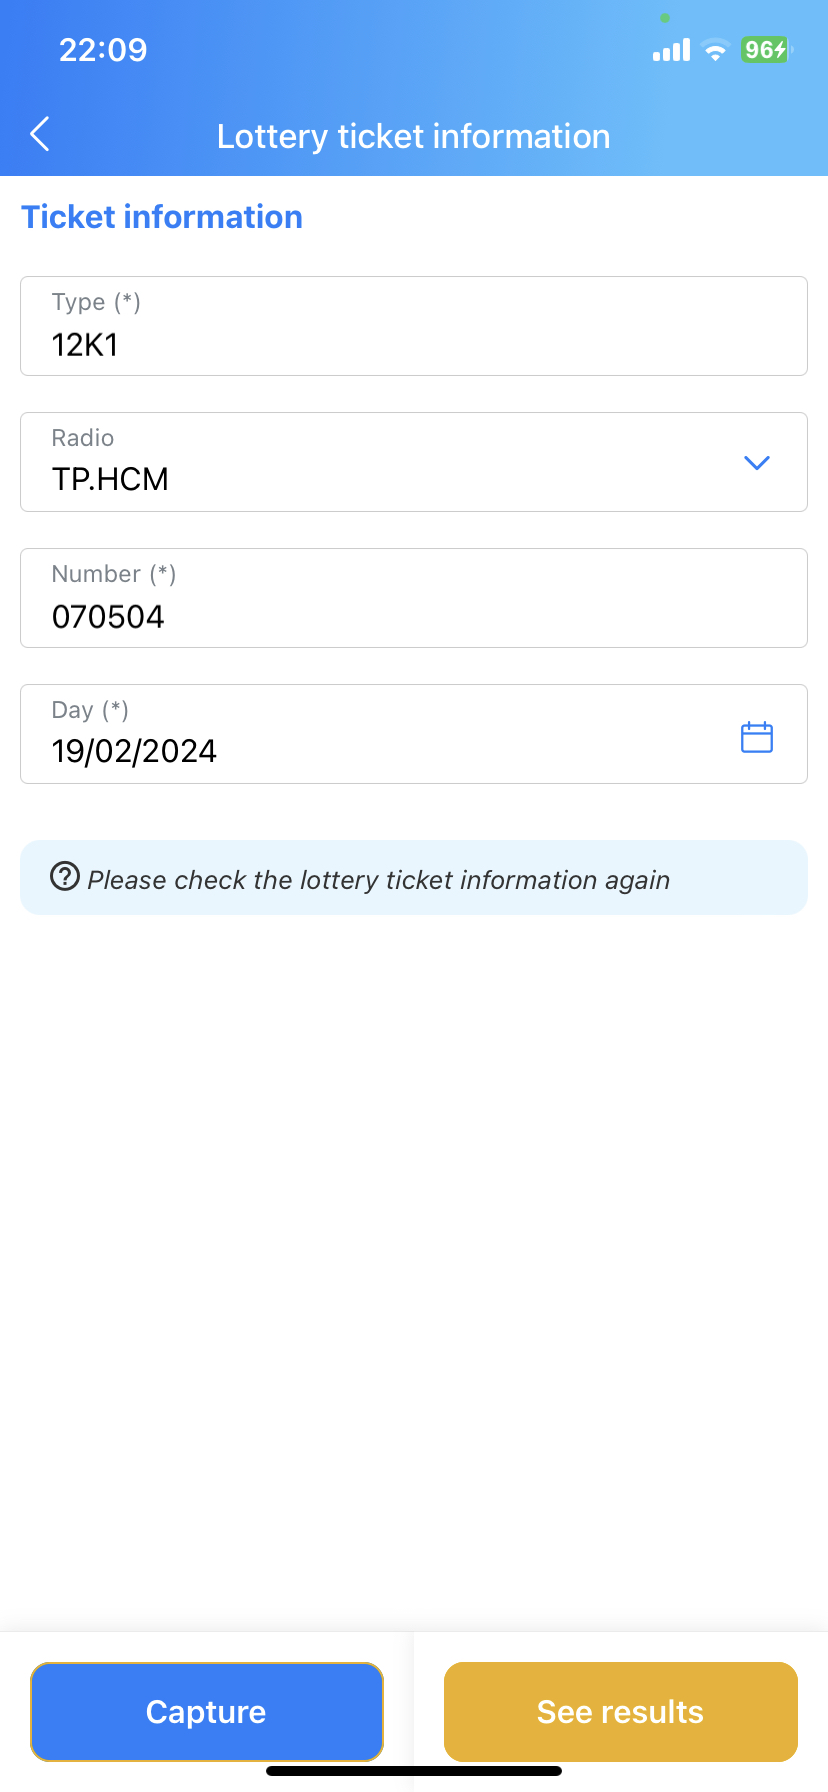 22:09
96
Lottery ticket information
Ticket information
Type (*)
12K1
Radio
TP.HCM
Number (*)
070504
Day (*)
19/02/2024
Please check the lottery ticket information again
Capture
See results